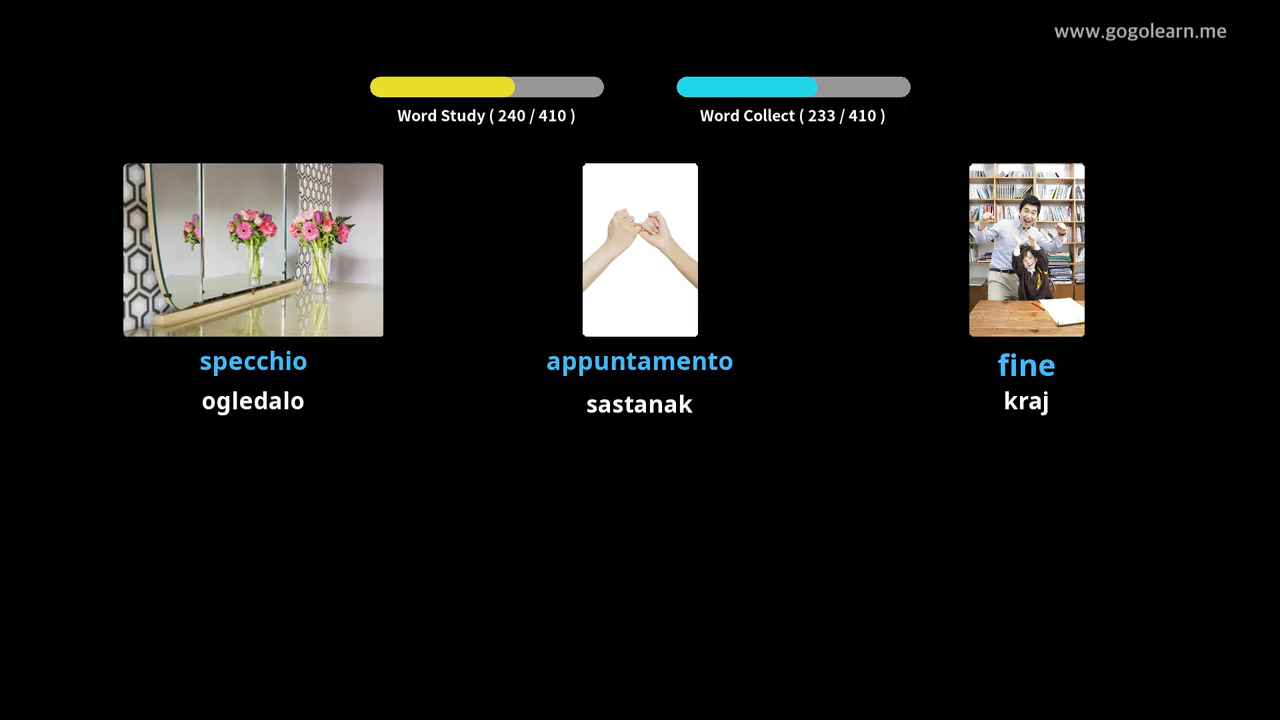 www.gogolearn.me
Word Study ( 240 / 410 )
Word Collect ( 233 / 410 )
specchio
ogledalo
appuntamento
sastanak
fine
kraj